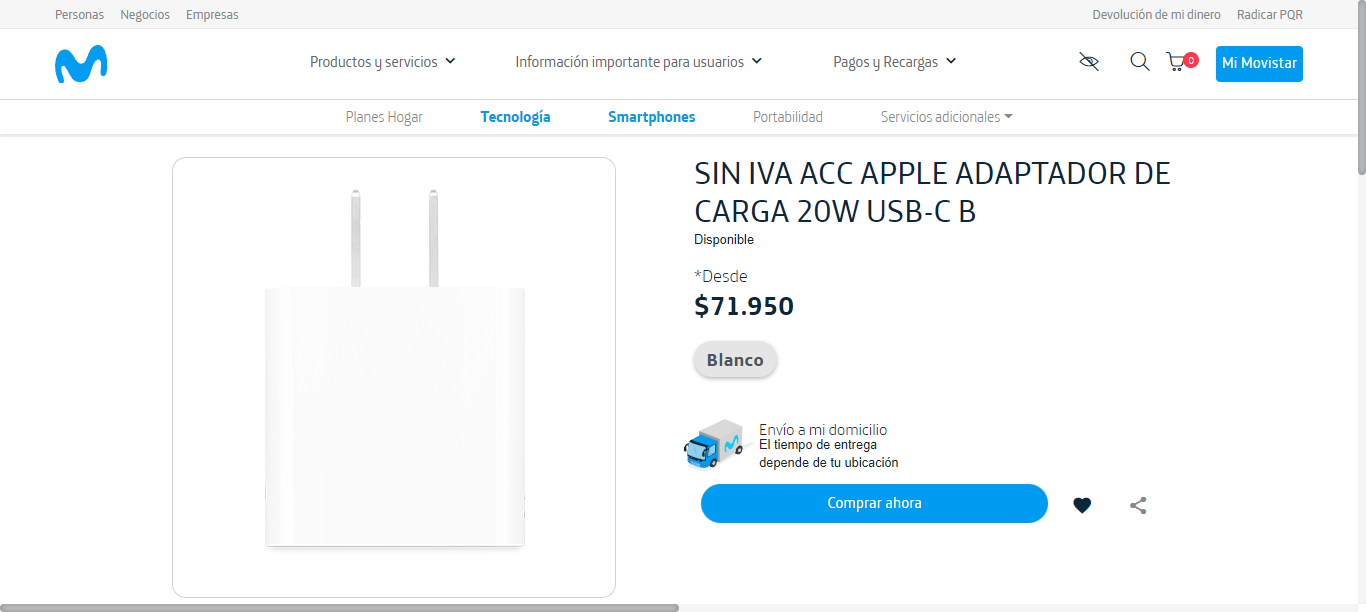 Personas Negocios Empresas Devolución de mi dinero Radicar PQR
Productos y servicios Información importante para usuarios Pagos y Recargas 0 Mi Movistar
Planes Hogar Tecnología Smartphones Portabilidad Servicios adicionales
SIN IVA ACC APPLE ADAPTADOR DE
CARGA 20W USB-C B
Disponible
*Desde
$71.950
Blanco
Envío a mi domicilio
El tiempo de entrega
depende de tu ubicación
Comprar ahora